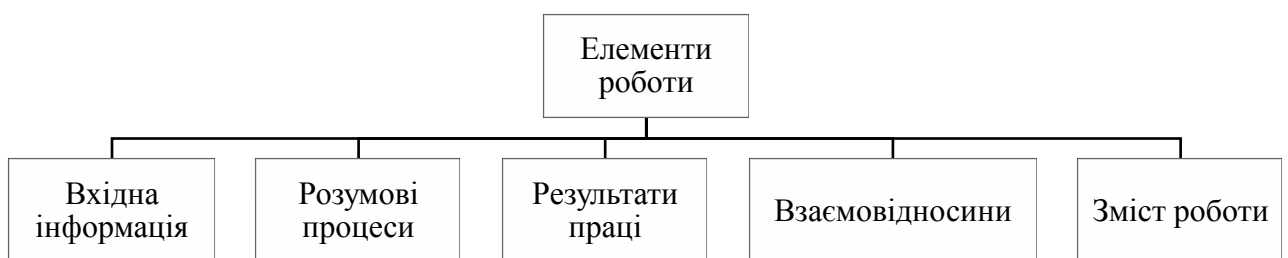 Елементи
роботи
Вхідна
інформація
Розумові
процеси
Результати
праці
Взаємовідносини
Зміст роботи